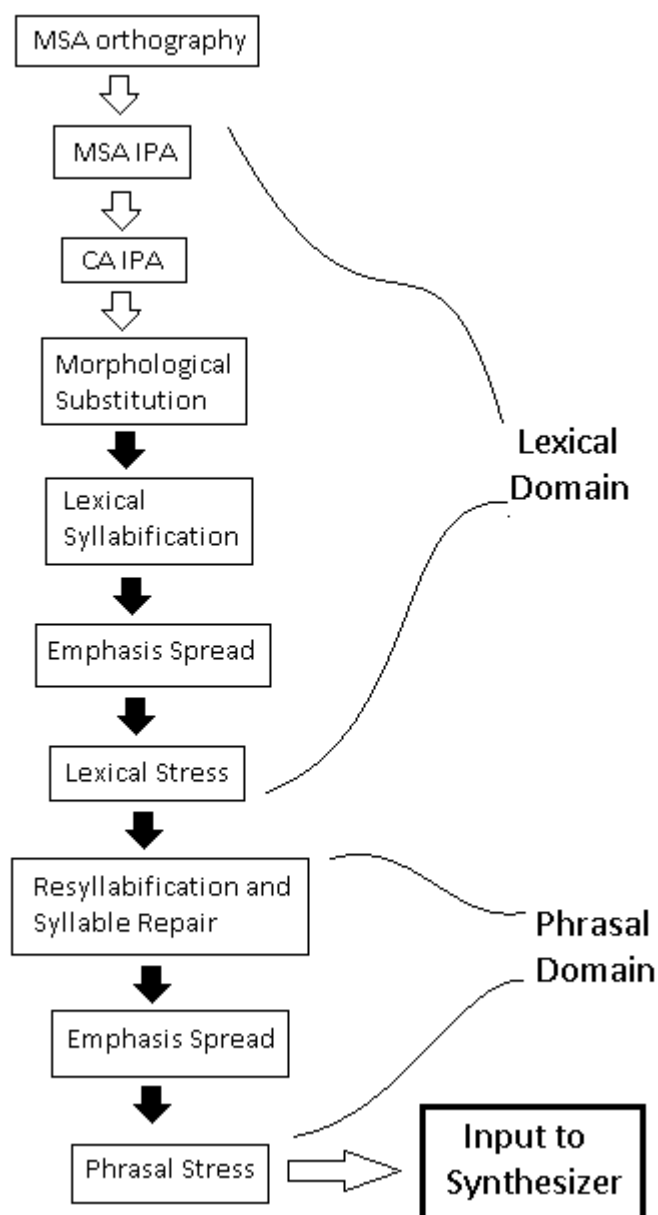 MSA orthography
MSA IPA
CA IPA
Morphological
Substitution
Lexical
Syllabification
Emphasis Spread
Lexical Stress
Lexical
Domain
Resyllabification and
Syllable Repair
Emphasis Spread
Phrasal Stress
Phrasal
Domain
Input to
Synthesizer